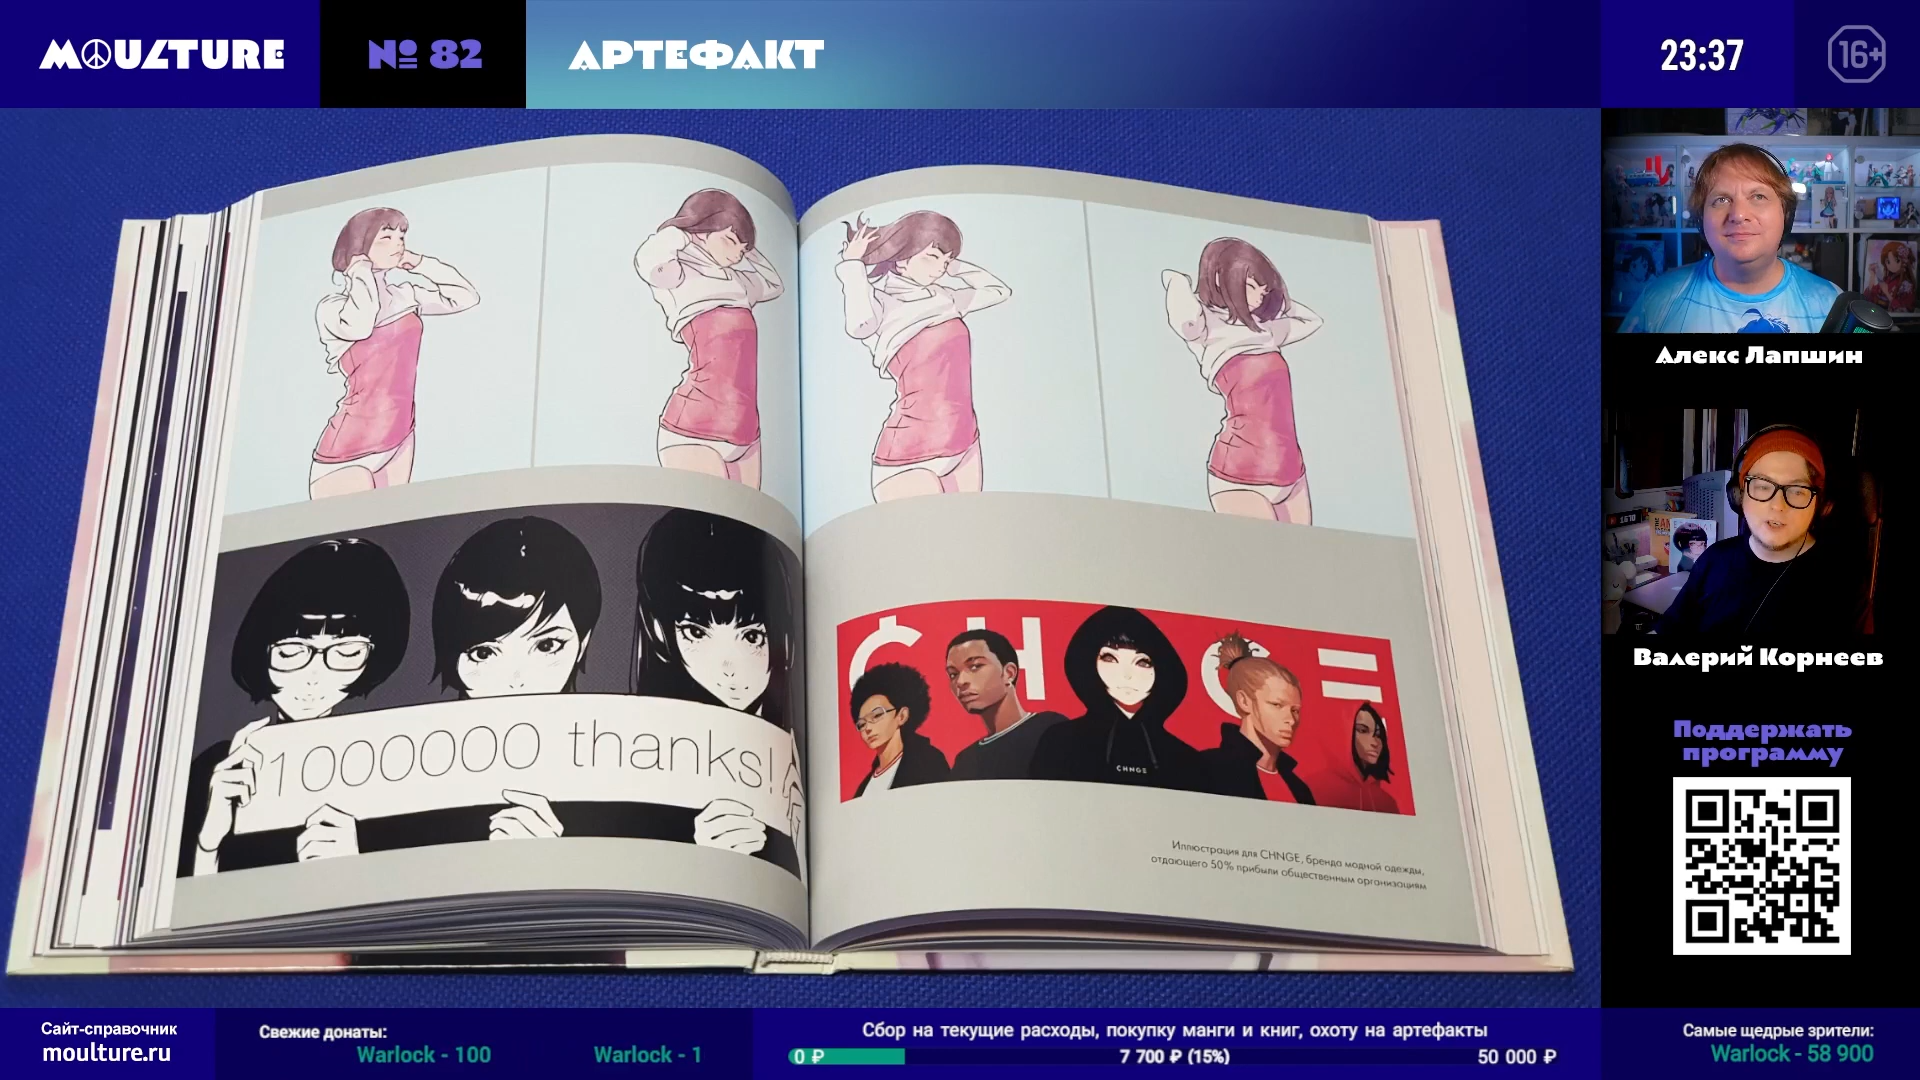 MOULTURE
№ 82
АРТЕФАКТ
23:37
16+
Алекс Лапшин
Валерий Корнеев
Поддержать
программу
1000000 thanks!
CHNGE
CHNGE
Иллюстрация для CHNGE, бренда модной одежды,
отдающего 50% прибыли общественным организациям
Сайт-справочник
moulture.ru
Свежие донаты:
Warlock - 100
Warlock - 1
Сбор на текущие расходы, покупку манги и книг, охоту на артефакты
0 ₽
7 700 ₽ (15%)
50 000 ₽
Самые щедрые зрители:
Warlock - 58 900